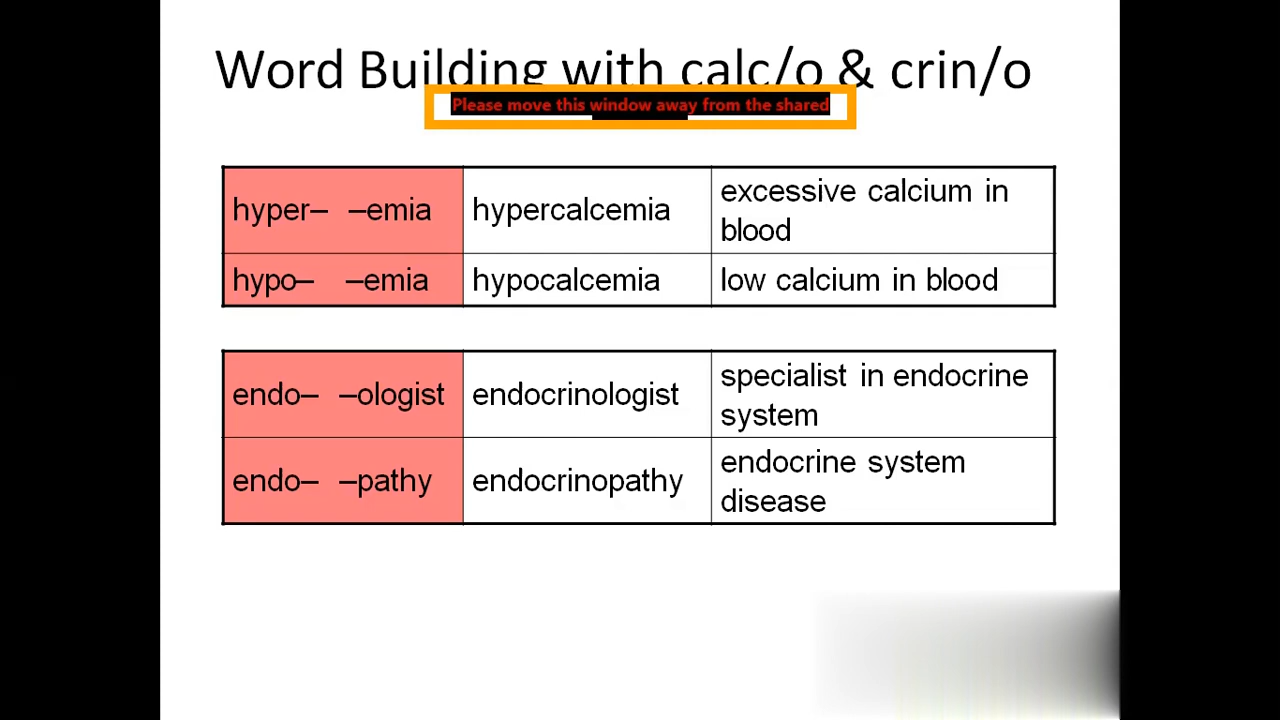 Word Building with calc/o & crin/o
Please move this window away from the shared
hyper– –emia hypercalcemia excessive calcium in
blood
hypo– –emia hypocalcemia low calcium in blood
endo– –ologist endocrinologist specialist in endocrine
system
endo– –pathy endocrinopathy endocrine system
disease